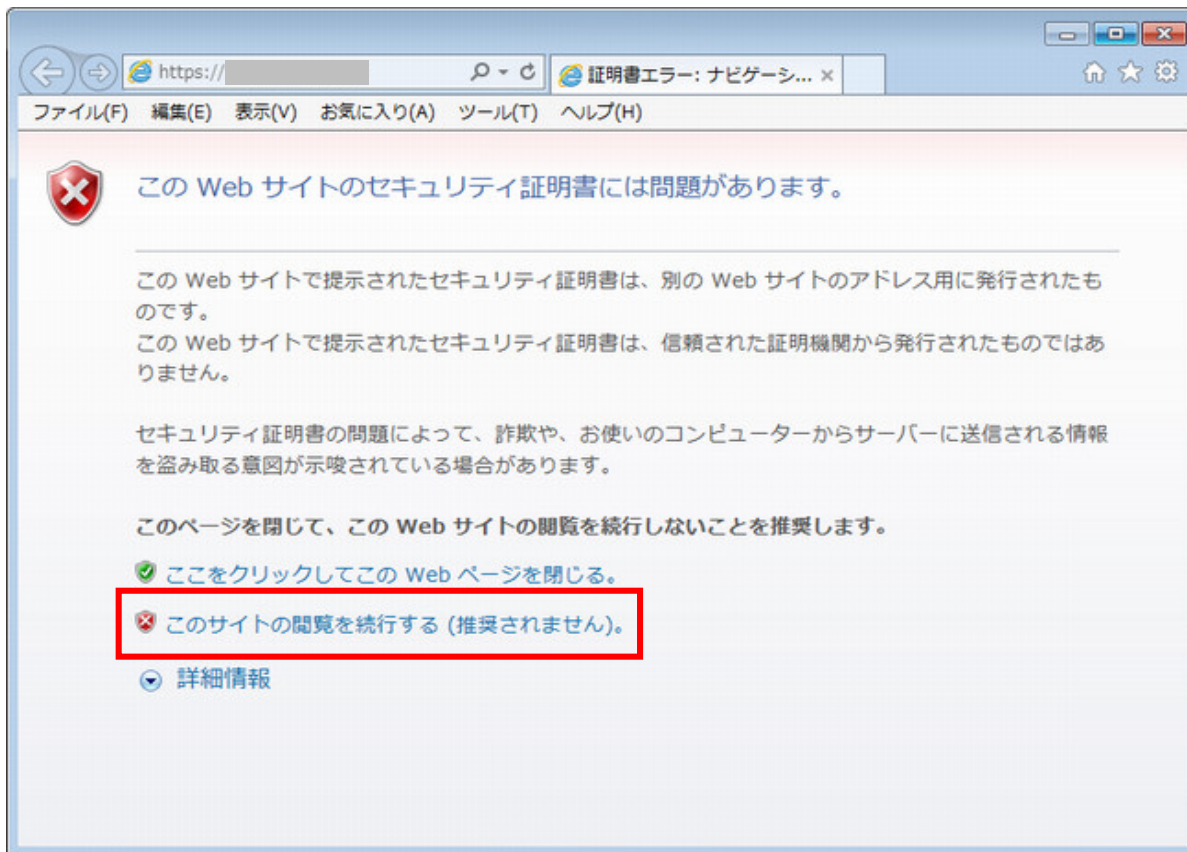 https://
証明書エラー: ナビゲーシ...
ファイル(F) 編集(E) 表示(V) お気に入り(A) ツール(T) ヘルプ(H)
この Web サイトのセキュリティ証明書には問題があります。
この Web サイトで提示されたセキュリティ証明書は、別の Web サイトのアドレス用に発行されたも
のです。
この Web サイトで提示されたセキュリティ証明書は、信頼された証明機関から発行されたものではあ
りません。
セキュリティ証明書の問題によって、詐欺や、お使いのコンピューターからサーバーに送信される情報
を盗み取る意図が示唆されている場合があります。
このページを閉じて、この Web サイトの閲覧を続行しないことを推奨します。
ここをクリックしてこの Web ページを閉じる。
このサイトの閲覧を続行する (推奨されません)。
詳細情報